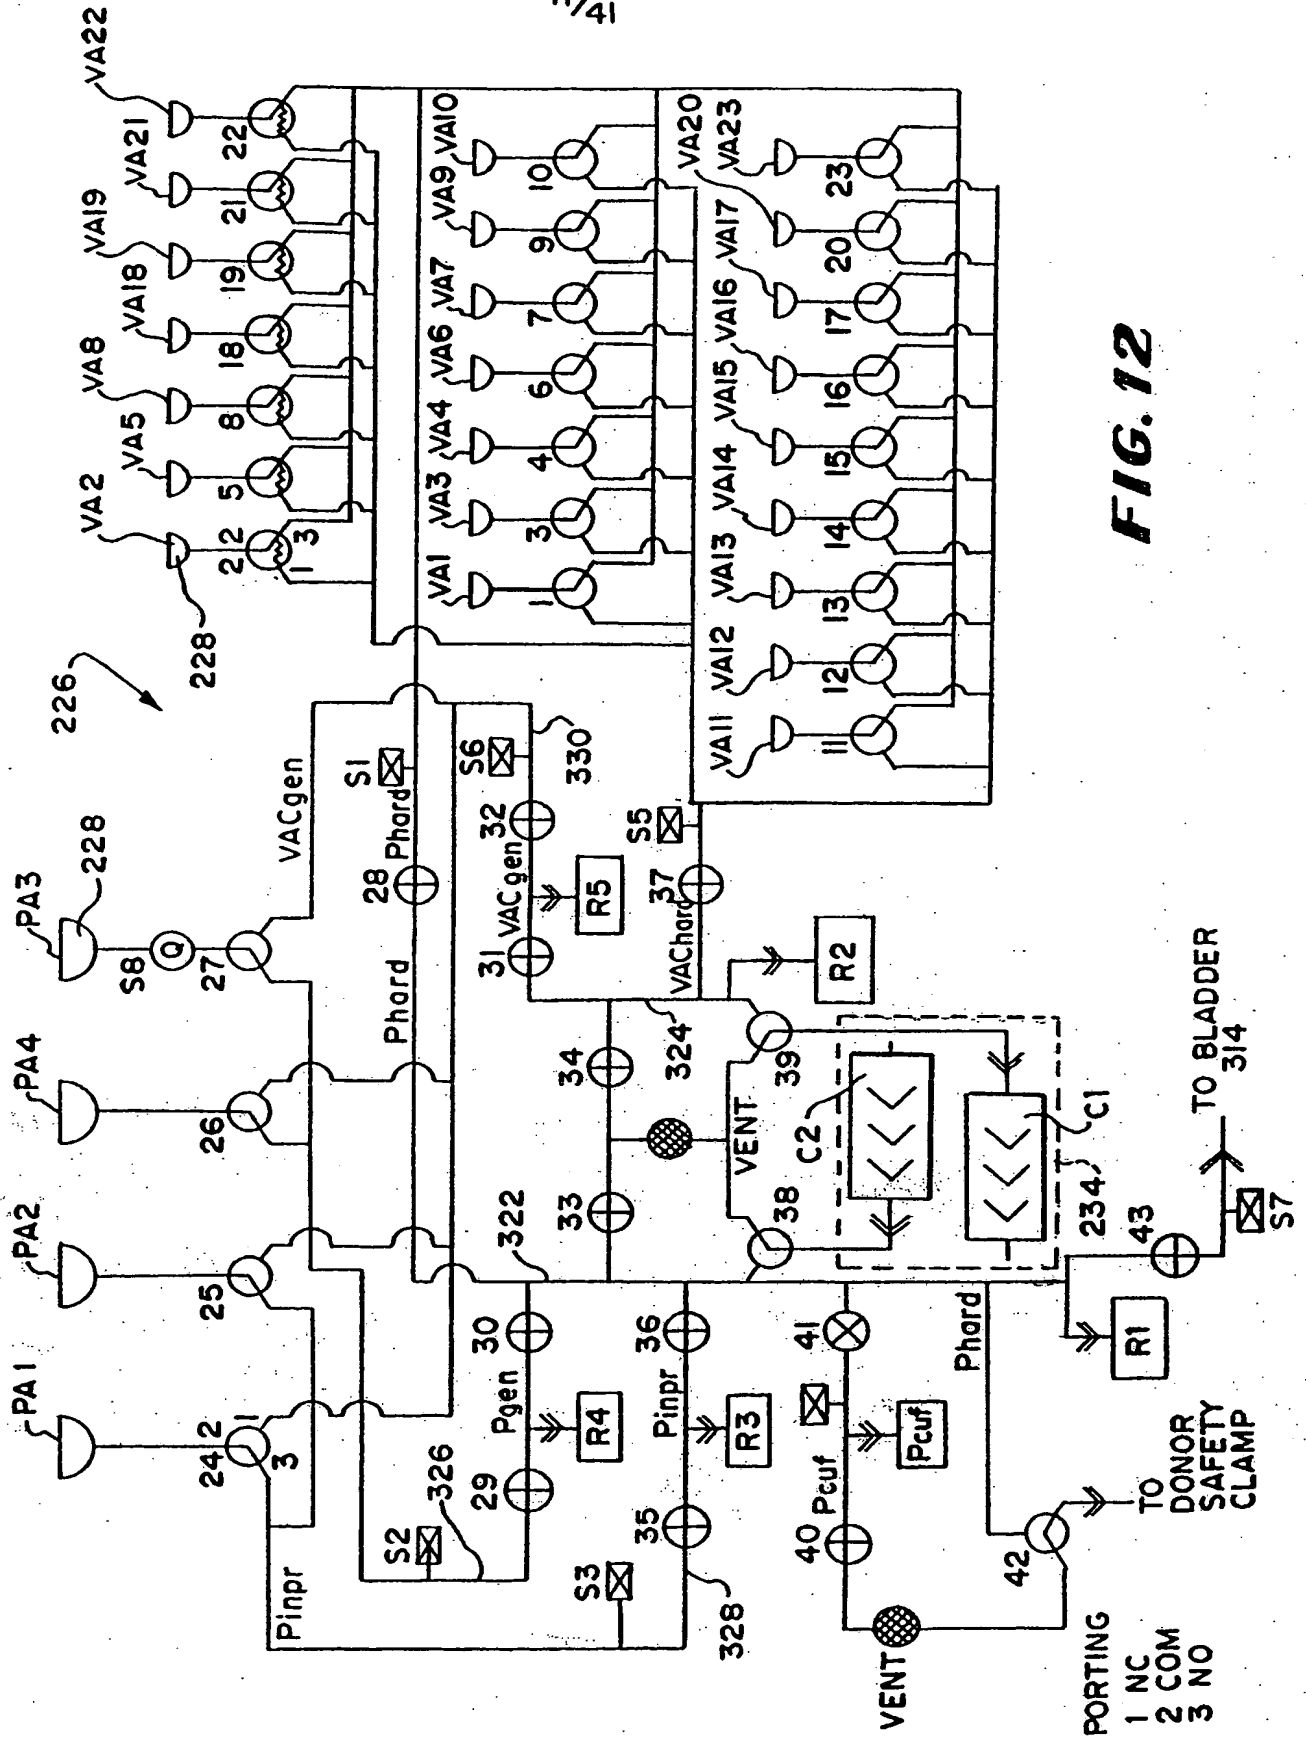 11/41
226
228
VA2
VA5
VA8
VA18
VA19
VA21
VA22
2
2
1
3
5
8
18
19
21
22
PA1
PA2
PA4
PA3
228
S8
Q
24
2
1
3
25
26
27
VACgen
S1
Phard
28
Phard
VA1
VA3
VA4
VA6
VA7
VA9
VA10
1
3
4
6
7
9
10
S6
330
32
VACgen
31
R5
Pinpr
S2
326
29
Pgen
30
R4
322
S3
328
35
Pinpr
36
R3
33
34
324
VENT
38
39
VAChard
37
S5
R2
VA11
VA12
VA13
VA14
VA15
VA16
VA17
VA20
VA23
11
12
13
14
15
16
17
20
23
C2
C1
234
VENT
40
Pcuf
41
Pcuf
Phard
42
TO
DONOR
SAFETY
CLAMP
R1
43
S7
TO BLADDER
314
PORTING
1 NC
2 COM
3 NO
FIG. 12